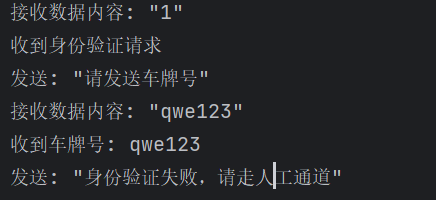 接收数据内容: "1"
收到身份验证请求
发送: "请发送车牌号"
接收数据内容: "qwe123"
收到车牌号: qwe123
发送: "身份验证失败，请走人工通道"